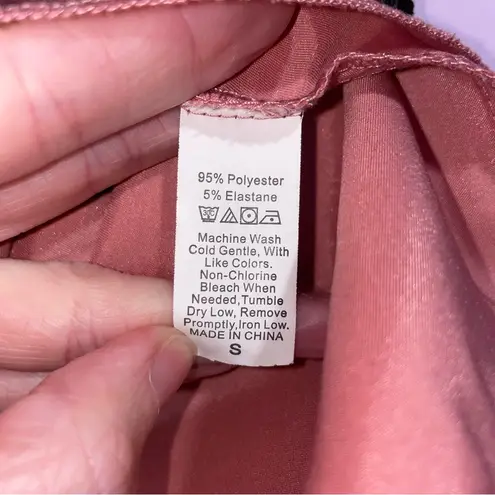 95% Polyester
5% Elastane
Machine Wash
Cold Gentle, With
Like Colors.
Non-Chlorine
Bleach When
Needed,Tumble
Dry Low, Remove
Promptly,Iron Low.
MADE IN CHINA
S